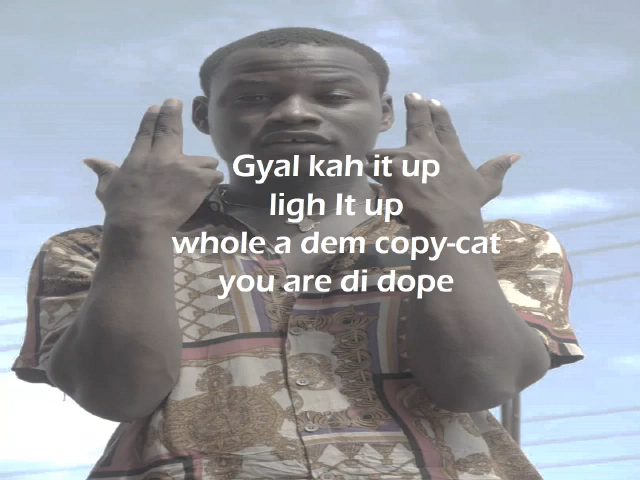 Gyal kah it up
ligh It up
whole a dem copy-cat
you are di dope